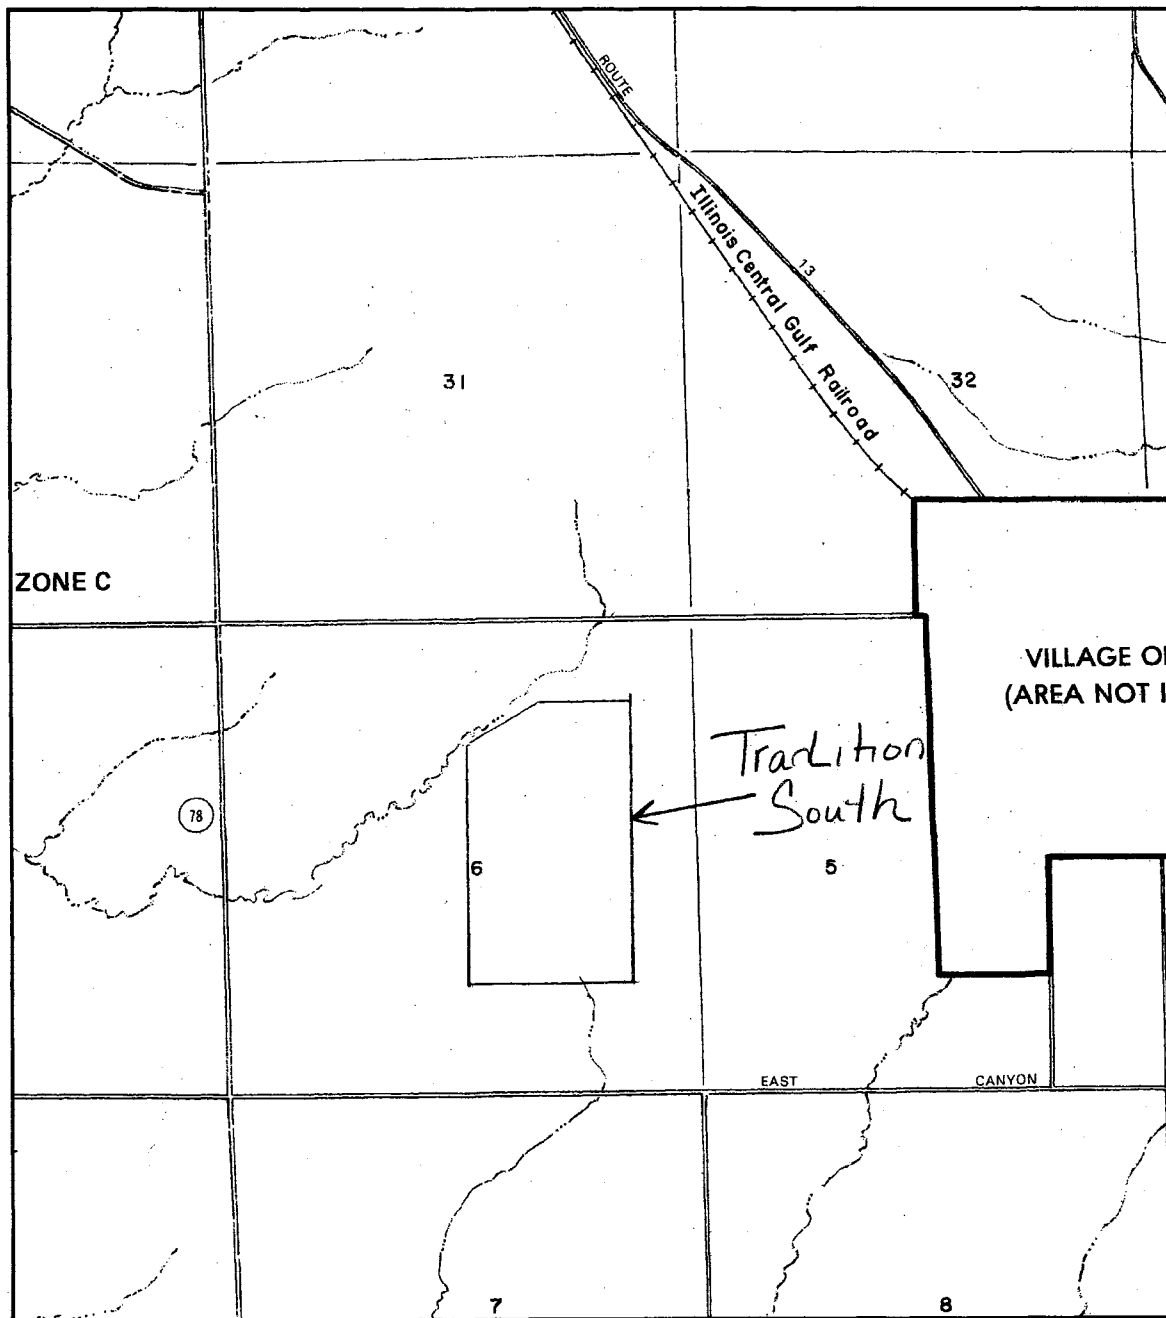 ROUTE
Illinois Central Gulf Railroad
13
31
32
ZONE C
VILLAGE O
(AREA NOT I
Tradition
South
78
6
5
EAST CANYON
7
8